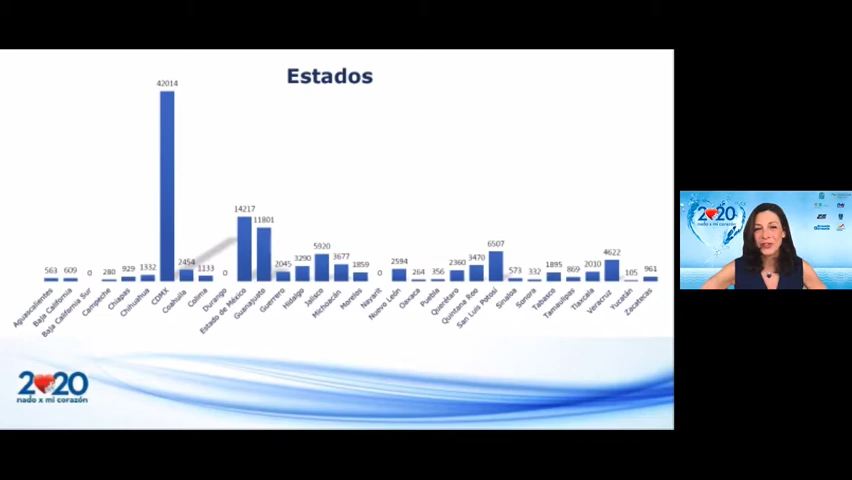 Estados
42014
14217
11801
6507
5920
4622
3677
3470
3290
2594
2454
2360
2045
2010
1895
1859
1332
1133
961
929
869
609
573
563
356
332
280
264
105
0
0
0
Aguascalientes
Baja California
Baja California Sur
Campeche
Chiapas
Chihuahua
CDMX
Coahuila
Colima
Durango
Estado de México
Guanajuato
Guerrero
Hidalgo
Jalisco
Michoacán
Morelos
Nayarit
Nuevo León
Oaxaca
Puebla
Querétaro
Quintana Roo
San Luis Potosí
Sinaloa
Sonora
Tabasco
Tamaulipas
Tlaxcala
Veracruz
Yucatán
Zacatecas
2020
nado x mi corazón
2020
nado x mi corazón